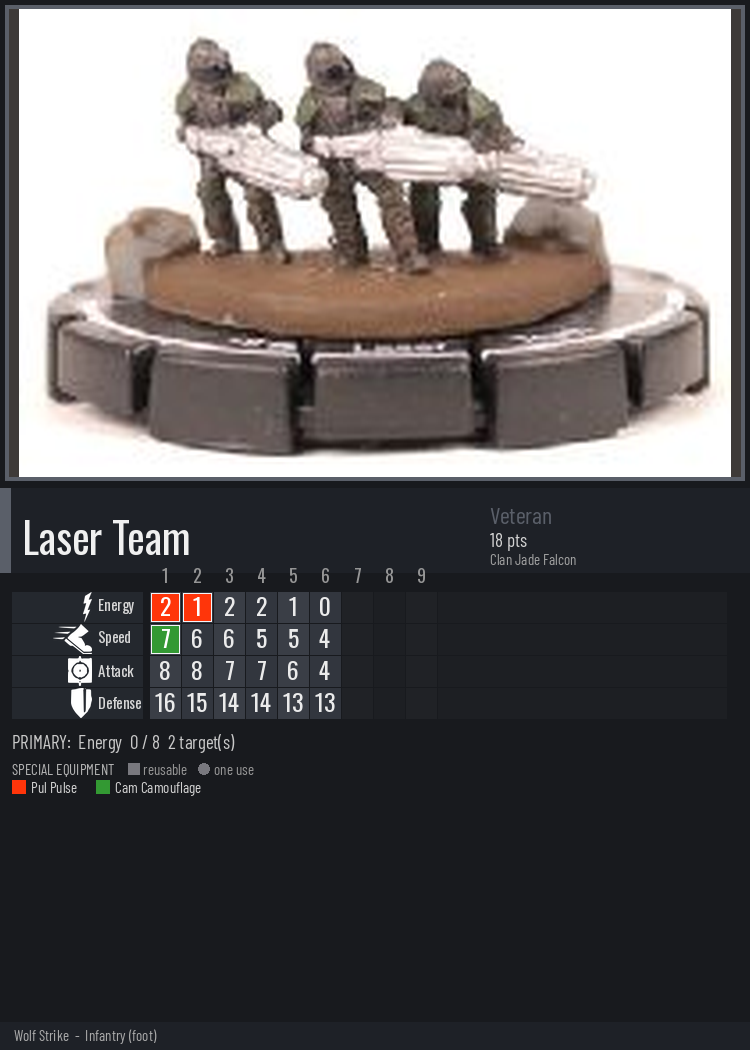 Laser Team
Veteran
18 pts
Clan Jade Falcon
1 2 3 4 5 6 7 8 9
Energy 2 1 2 2 1 0
Speed 7 6 6 5 5 4
Attack 8 8 7 7 6 4
Defense 16 15 14 14 13 13
PRIMARY: Energy 0 / 8 2 target(s)
SPECIAL EQUIPMENT reusable one use
Pul Pulse Cam Camouflage
Wolf Strike - Infantry (foot)